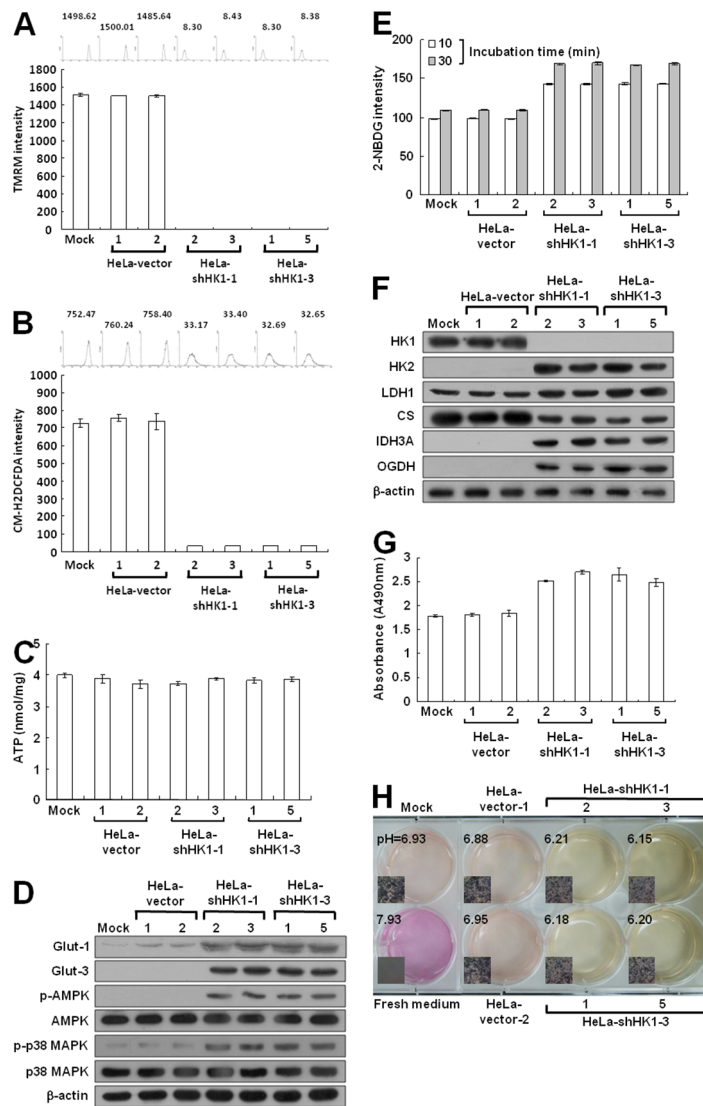 A
1498.62 1485.64 8.43 8.38
1500.01 8.30 8.30
TMRM intensity
1800
1600
1400
1200
1000
800
600
400
200
0
Mock 1 2 2 3 1 5
HeLa-vector HeLa-shHK1-1 HeLa-shHK1-3
B
752.47 758.40 33.40 32.65
760.24 33.17 32.69
CM-H2DCFDA intensity
1000
900
800
700
600
500
400
300
200
100
0
Mock 1 2 2 3 1 5
HeLa-vector HeLa-shHK1-1 HeLa-shHK1-3
C
ATP (nmol/mg)
5
4
3
2
1
0
Mock 1 2 2 3 1 5
HeLa-vector HeLa-shHK1-1 HeLa-shHK1-3
D
HeLa-vector HeLa-shHK1-1 HeLa-shHK1-3
Mock 1 2 2 3 1 5
Glut-1
Glut-3
p-AMPK
AMPK
p-p38 MAPK
p38 MAPK
β-actin
E
10
30
Incubation time (min)
2-NBDG intensity
200
150
100
50
0
Mock 1 2 2 3 1 5
HeLa-vector HeLa-shHK1-1 HeLa-shHK1-3
F
HeLa-vector HeLa-shHK1-1 HeLa-shHK1-3
Mock 1 2 2 3 1 5
HK1
HK2
LDH1
CS
IDH3A
OGDH
β-actin
G
Absorbance (A490nm)
3
2.5
2
1.5
1
0.5
0
Mock 1 2 2 3 1 5
HeLa-vector HeLa-shHK1-1 HeLa-shHK1-3
H
Mock HeLa-vector-1 HeLa-shHK1-1
2 3
pH=6.93 6.88 6.21 6.15
7.93 6.95 6.18 6.20
Fresh medium HeLa-vector-2 1 5
HeLa-shHK1-3